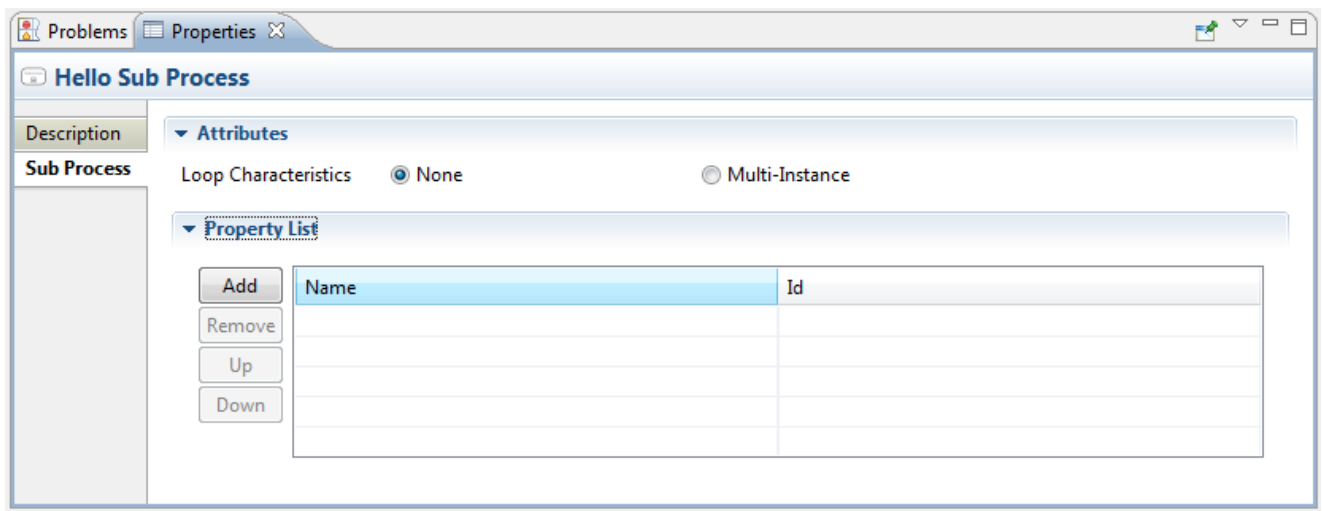 Problems Properties
Hello Sub Process
Description
Sub Process
Attributes
Loop Characteristics None Multi-Instance
Property List
Add Name Id
Remove
Up
Down